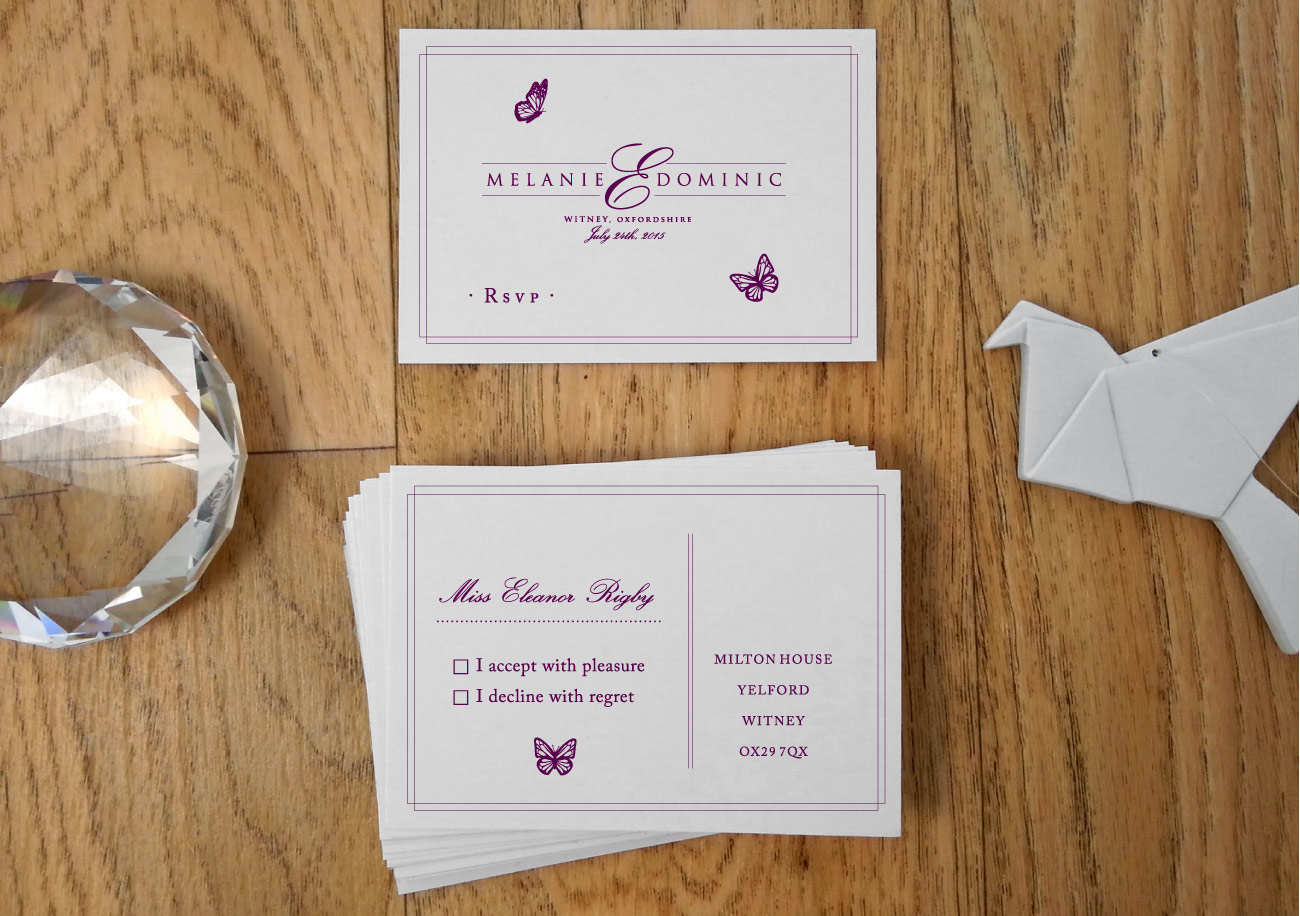 MELANIE & DOMINIC
WITNEY, OXFORDSHIRE
July 24th, 2015
· RSVP ·
Miss Eleanor Rigby
I accept with pleasure
I decline with regret
MILTON HOUSE
YELFORD
WITNEY
OX29 7QX